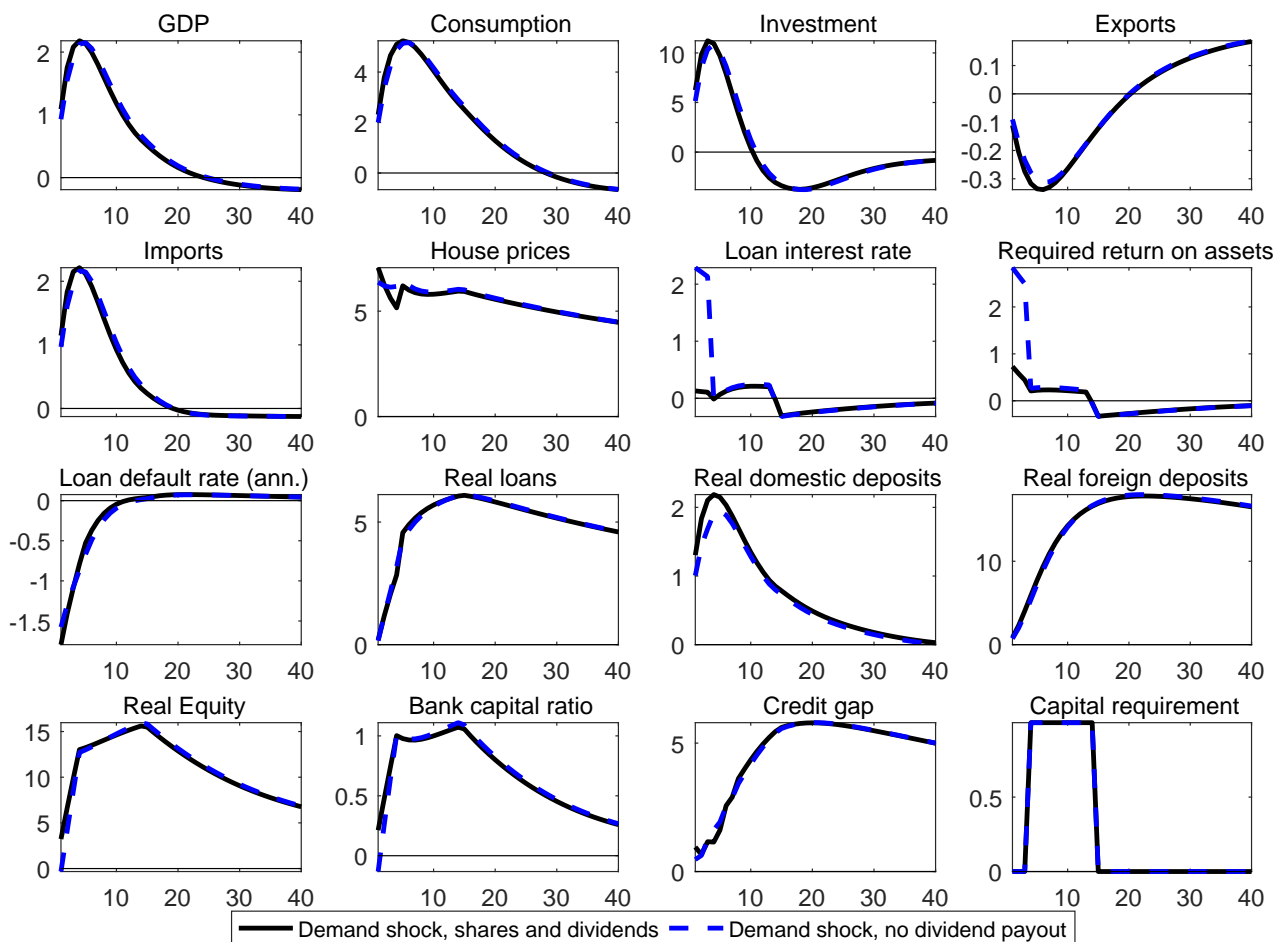 GDP Consumption Investment Exports
2
1
0
10 20 30 40
4
2
0
10 20 30 40
10
5
0
10 20 30 40
0.1
0
-0.1
-0.2
-0.3
10 20 30 40
Imports House prices Loan interest rate Required return on assets
2
1
0
10 20 30 40
5
0
10 20 30 40
2
1
0
10 20 30 40
2
1
0
10 20 30 40
Loan default rate (ann.) Real loans Real domestic deposits Real foreign deposits
0
-0.5
-1
-1.5
10 20 30 40
5
0
10 20 30 40
2
1
0
10 20 30 40
10
0
10 20 30 40
Real Equity Bank capital ratio Credit gap Capital requirement
15
10
5
0
10 20 30 40
1
0.5
0
10 20 30 40
5
0
10 20 30 40
0.5
0
10 20 30 40
Demand shock, shares and dividends Demand shock, no dividend payout